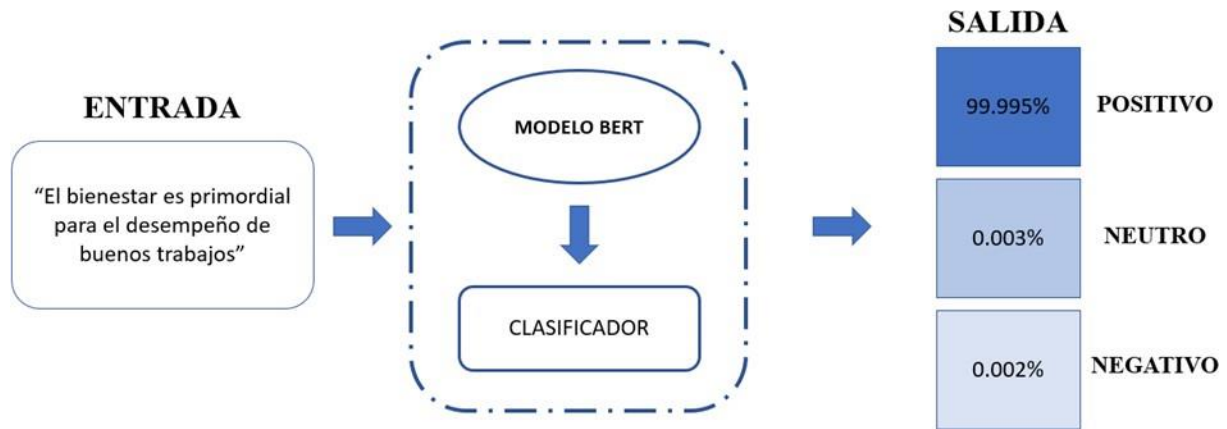 ENTRADA
“El bienestar es primordial
para el desempeño de
buenos trabajos”
MODELO BERT
CLASIFICADOR
SALIDA
99.995%
POSITIVO
0.003%
NEUTRO
0.002%
NEGATIVO